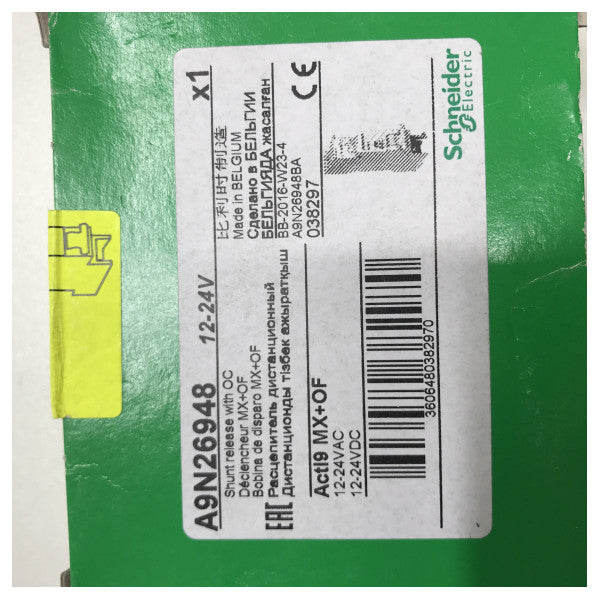 A9N26948 12-24V x1
Shunt release with OC
Déclencheur MX+OF
Bobina de disparo MX+OF
Расцепитель дистанционный
Дистанционды тізбек ажыратқыш
比利时制造
Made in BELGIUM
Сделано в БЕЛЬГИИ
БЕЛЬГИЯДА жасалған
BB-2016-W23-4
A9N26948BA
038297
EAC
CE
Acti9 MX+OF
12-24VAC
12-24VDC
3606480382970
Schneider
Electric